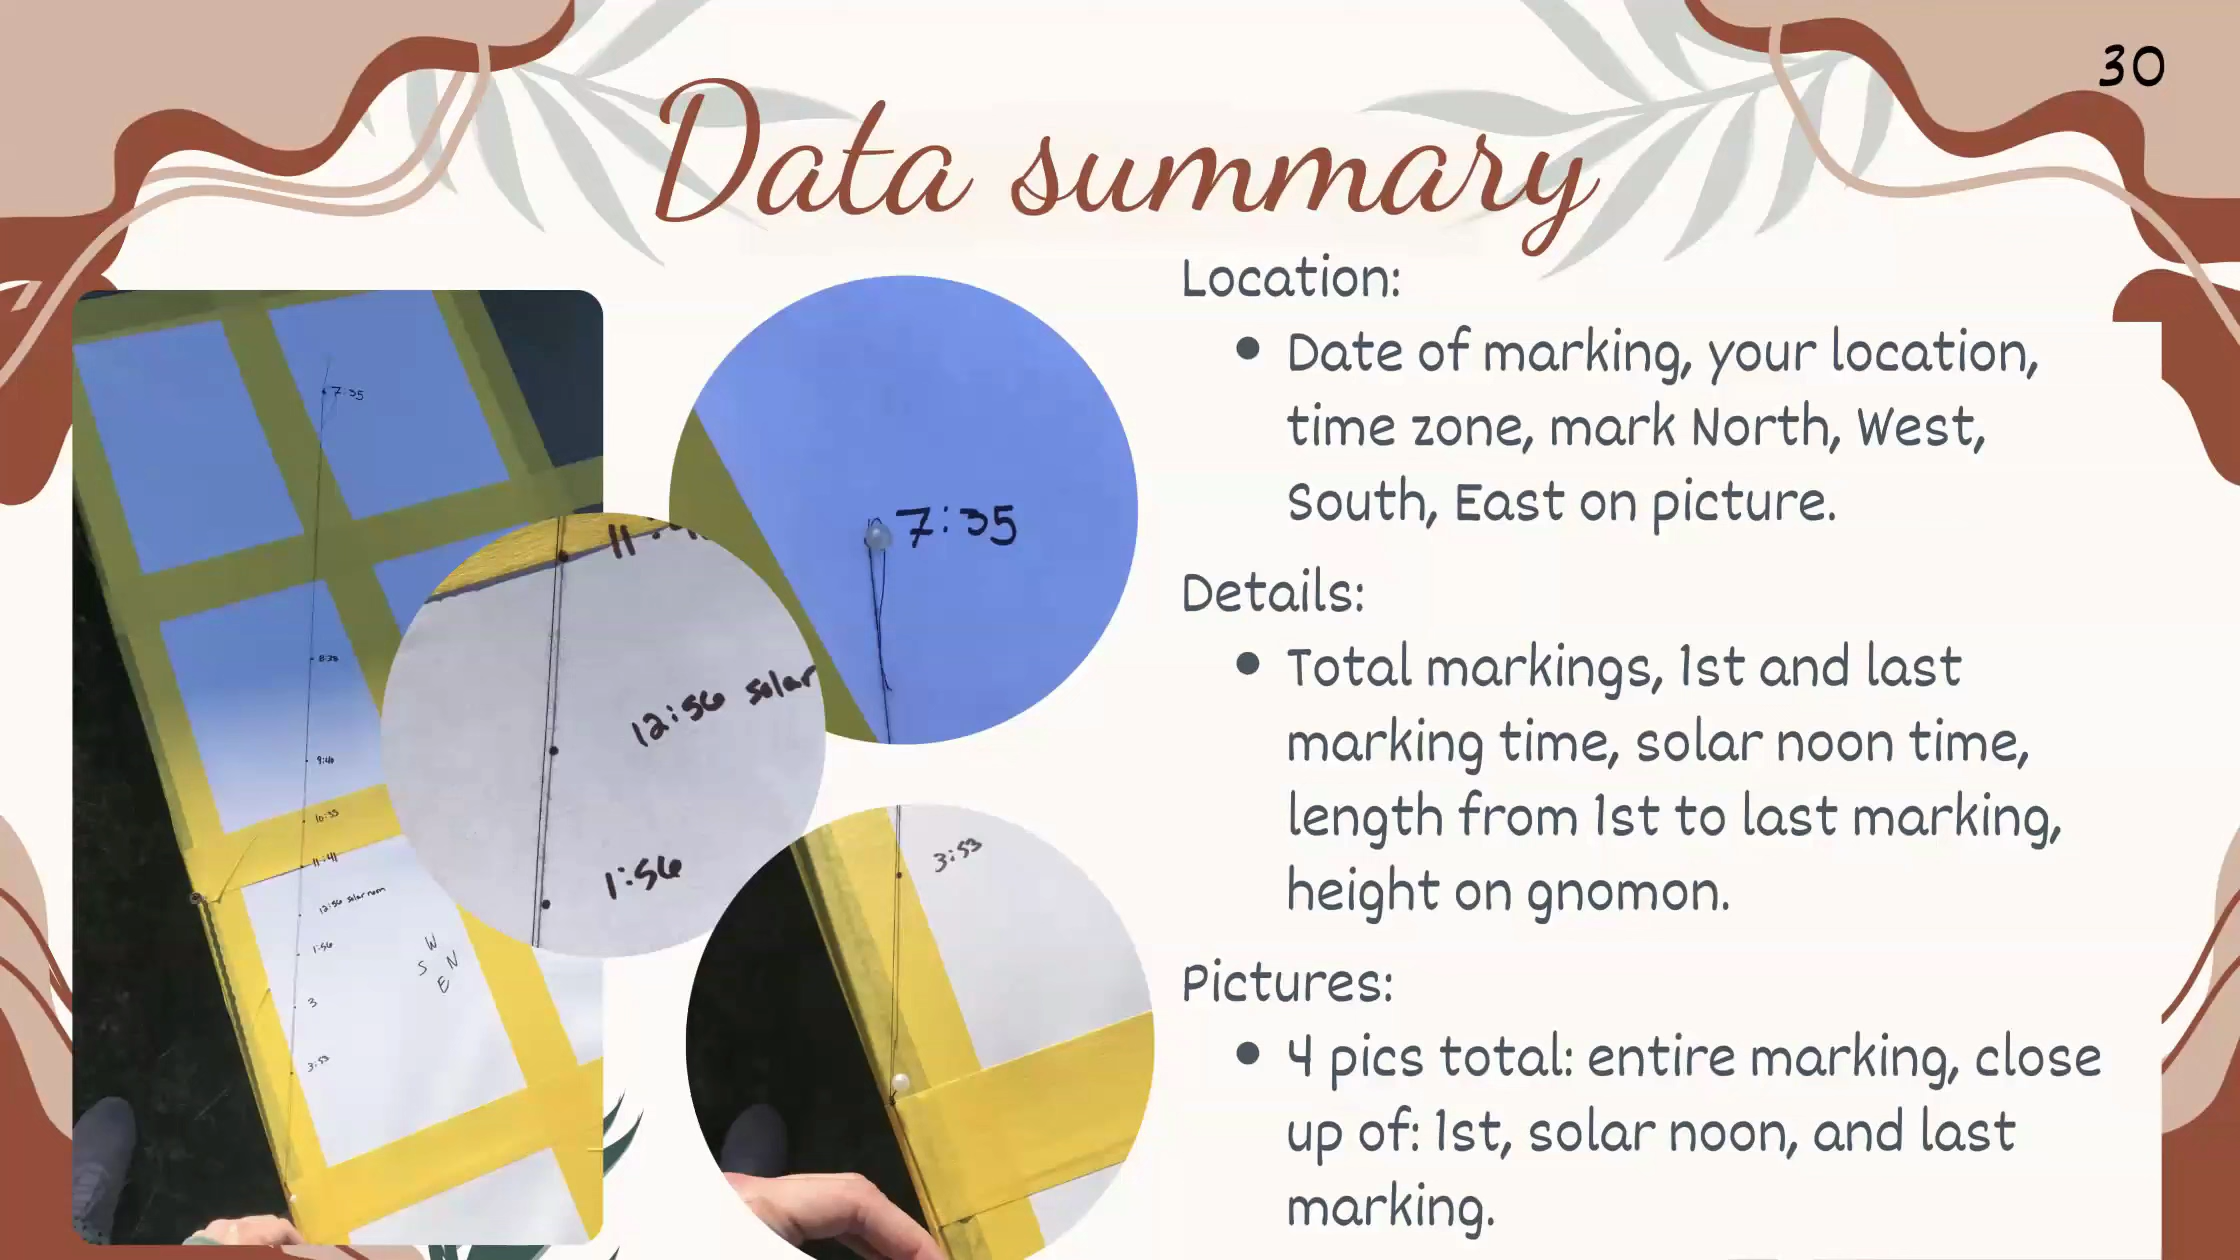 30
Data summary
Location:
• Date of marking, your location,
time zone, mark North, West,
South, East on picture.
Details:
• Total markings, 1st and last
marking time, solar noon time,
length from 1st to last marking,
height on gnomon.
Pictures:
• 4 pics total: entire marking, close
up of: 1st, solar noon, and last
marking.
7:35
8:38
9:40
10:35
11:41
12:56 solar noon
1:56
3
3:53
W
S N
E
7:35
12:56 solar
1:56
3:53